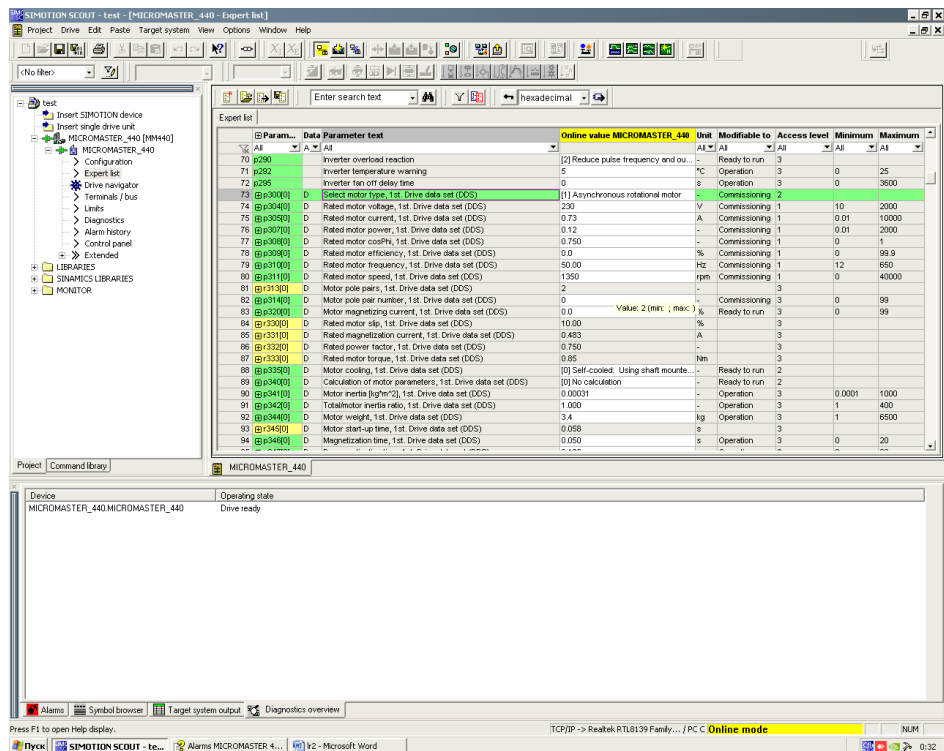 SIMOTION SCOUT - test - [MICROMASTER_440 - Expert list]
Project Drive Edit Paste Target system View Options Window Help
<No filter>
Enter search text
hexadecimal
test
Insert SIMOTION device
Insert single drive unit
MICROMASTER_440 [MM440]
MICROMASTER_440
Configuration
Expert list
Drive navigator
Terminals / bus
Limits
Diagnostics
Alarm history
Control panel
Extended
LIBRARIES
SINAMICS LIBRARIES
MONITOR
Project Command library
Expert list
Param... Data Parameter text Online value MICROMASTER_440 Unit Modifiable to Access level Minimum Maximum
All A All All All All All All
70 p290 Inverter overload reaction [2] Reduce pulse frequency and ou... - Ready to run 3
71 p292 Inverter temperature warning 5 °C Operation 3 0 25
72 p295 Inverter fan off delay time 0 s Operation 3 0 3600
73 p300[0] D Select motor type, 1st. Drive data set (DDS) [1] Asynchronous rotational motor - Commissioning 2
74 p304[0] D Rated motor voltage, 1st. Drive data set (DDS) 230 V Commissioning 1 10 2000
75 p305[0] D Rated motor current, 1st. Drive data set (DDS) 0.73 A Commissioning 1 0.01 10000
76 p307[0] D Rated motor power, 1st. Drive data set (DDS) 0.12 - Commissioning 1 0.01 2000
77 p308[0] D Rated motor cosPhi, 1st. Drive data set (DDS) 0.750 - Commissioning 1 0 1
78 p309[0] D Rated motor efficiency, 1st. Drive data set (DDS) 0.0 % Commissioning 1 0 99.9
79 p310[0] D Rated motor frequency, 1st. Drive data set (DDS) 50.00 Hz Commissioning 1 12 650
80 p311[0] D Rated motor speed, 1st. Drive data set (DDS) 1350 rpm Commissioning 1 0 40000
81 r313[0] D Motor pole pairs, 1st. Drive data set (DDS) 2 - 3
82 p314[0] D Motor pole pair number, 1st. Drive data set (DDS) 0 Commissioning 3 0 99
Value: 2 (min: ; max: )
83 p320[0] D Motor magnetizing current, 1st. Drive data set (DDS) 0.0 % Ready to run 3 0 99
84 r330[0] D Rated motor slip, 1st. Drive data set (DDS) 10.00 % 3
85 r331[0] D Rated magnetization current, 1st. Drive data set (DDS) 0.483 A 3
86 r332[0] D Rated power factor, 1st. Drive data set (DDS) 0.750 - 3
87 r333[0] D Rated motor torque, 1st. Drive data set (DDS) 0.85 Nm 3
88 p335[0] D Motor cooling, 1st. Drive data set (DDS) [0] Self-cooled: Using shaft mounte... - Ready to run 2
89 p340[0] D Calculation of motor parameters, 1st. Drive data set (DDS) [0] No calculation - Ready to run 2
90 p341[0] D Motor inertia [kg*m^2], 1st. Drive data set (DDS) 0.00031 - Operation 3 0.0001 1000
91 p342[0] D Total/motor inertia ratio, 1st. Drive data set (DDS) 1.000 - Operation 3 1 400
92 p344[0] D Motor weight, 1st. Drive data set (DDS) 3.4 kg Operation 3 1 6500
93 r345[0] D Motor start-up time, 1st. Drive data set (DDS) 0.058 s 3
94 p346[0] D Magnetization time, 1st. Drive data set (DDS) 0.050 s Operation 3 0 20
MICROMASTER_440
Device Operating state
MICROMASTER_440.MICROMASTER_440 Drive ready
Alarms Symbol browser Target system output Diagnostics overview
Press F1 to open Help display. TCP/IP -> Realtek RTL8139 Family... / PC C Online mode NUM
Пуск SIMOTION SCOUT - te... Alarms MICROMASTER 4... lr2 - Microsoft Word 0:32